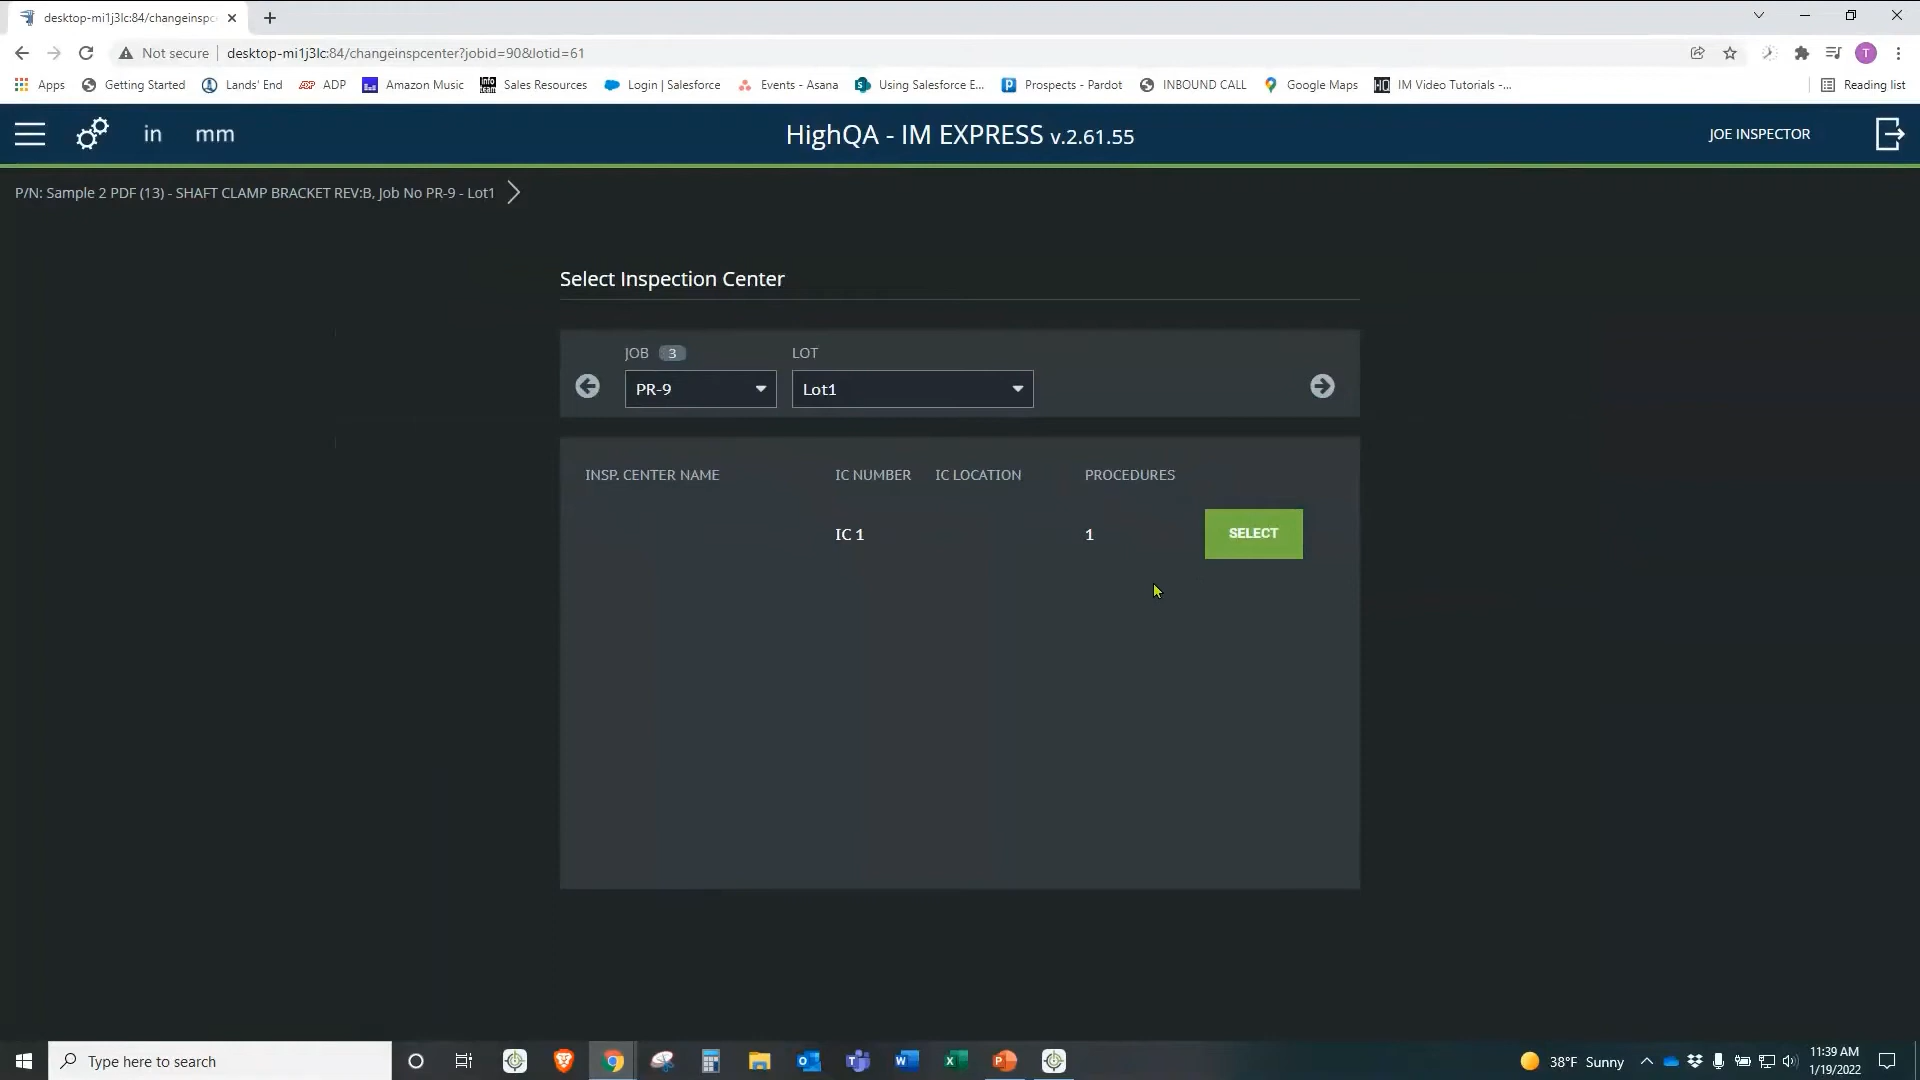 desktop-mi1j3lc:84/changeinspc
Not secure desktop-mi1j3lc:84/changeinspcenter?jobid=90&lotid=61 T
Apps Getting Started Lands' End ADP Amazon Music Sales Resources Login | Salesforce Events - Asana Using Salesforce E... Prospects - Pardot INBOUND CALL Google Maps HQ IM Video Tutorials -... Reading list
in mm HighQA - IM EXPRESS v.2.61.55 JOE INSPECTOR
P/N: Sample 2 PDF (13) - SHAFT CLAMP BRACKET REV:B, Job No PR-9 - Lot1
Select Inspection Center
JOB 3 LOT
PR-9 Lot1
INSP. CENTER NAME IC NUMBER IC LOCATION PROCEDURES
IC 1 1 SELECT
Type here to search 38°F Sunny 11:39 AM
1/19/2022